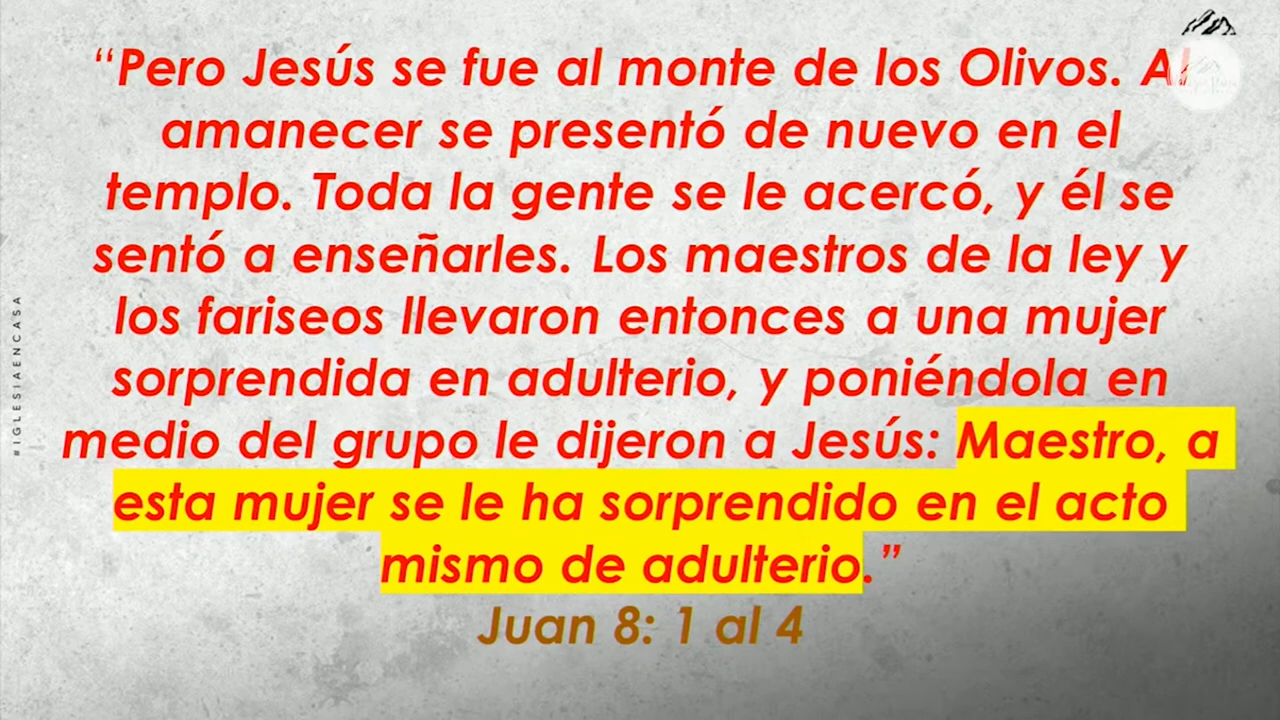 “Pero Jesús se fue al monte de los Olivos. Al
amanecer se presentó de nuevo en el
templo. Toda la gente se le acercó, y él se
sentó a enseñarles. Los maestros de la ley y
los fariseos llevaron entonces a una mujer
sorprendida en adulterio, y poniéndola en
medio del grupo le dijeron a Jesús: Maestro, a
esta mujer se le ha sorprendido en el acto
mismo de adulterio.”
Juan 8: 1 al 4
#IGLESIAENCASA